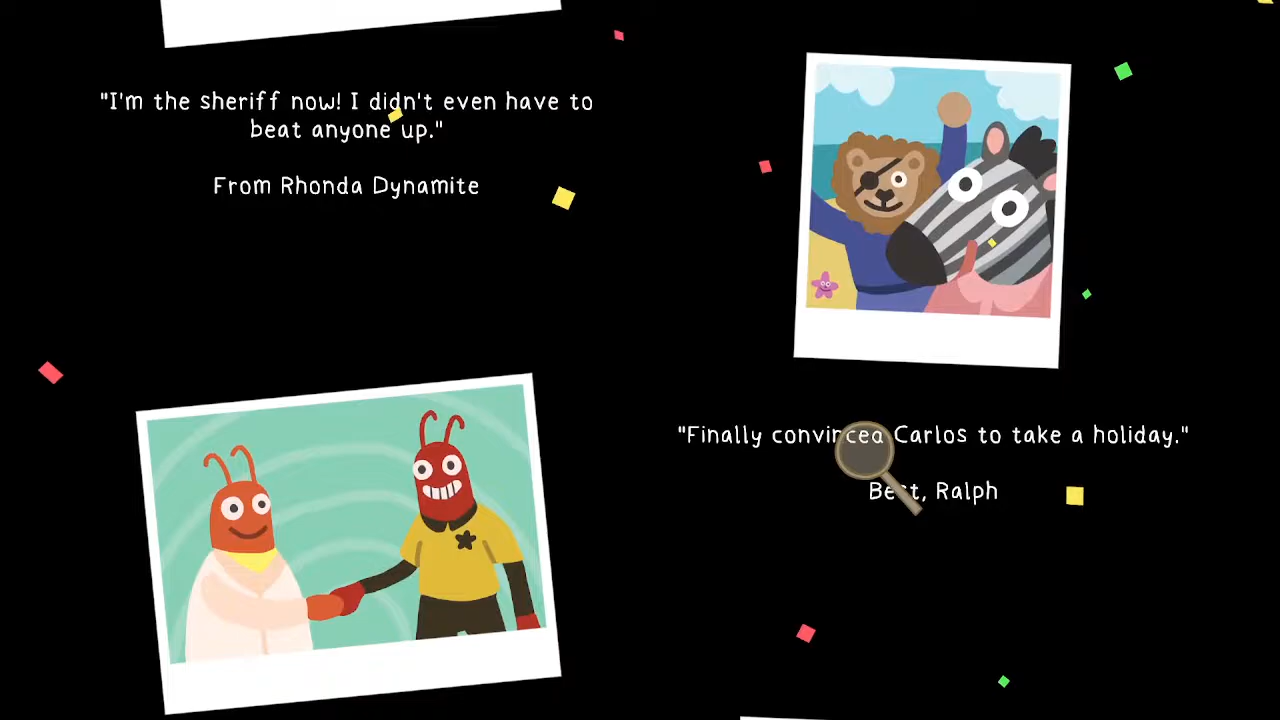 "I'm the sheriff now! I didn't even have to
beat anyone up."
From Rhonda Dynamite
"Finally convinced Carlos to take a holiday."
Best, Ralph